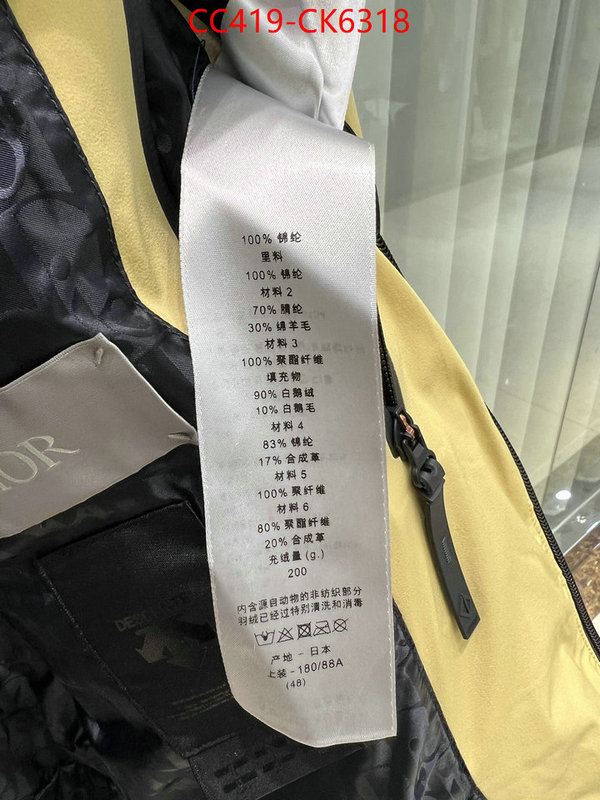 CC419-CK6318
100% 锦纶
里料
100% 锦纶
材料 2
70% 腈纶
30% 绵羊毛
材料 3
100% 聚酯纤维
填充物
90% 白鹅绒
10% 白鹅毛
材料 4
83% 锦纶
17% 合成革
材料 5
100% 聚酯纤维
材料 6
80% 聚酯纤维
20% 合成革
充绒量(g.)
200
内含源自动物的非纺织部分
羽绒已经过特别清洗和消毒
产地 - 日本
上装 -180/88A
(48)
IOR
DES